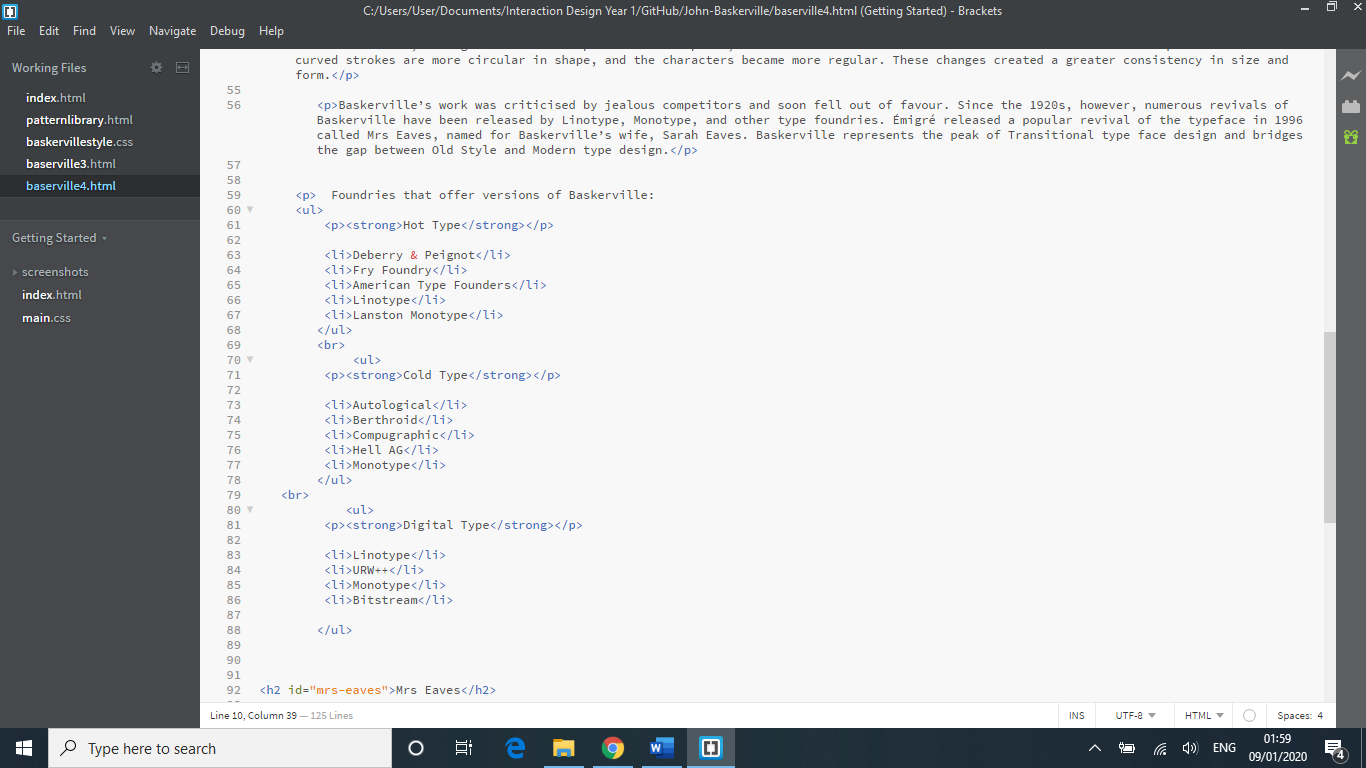 C:/Users/User/Documents/Interaction Design Year 1/GitHub/John-Baskerville/baserville4.html (Getting Started) - Brackets
File Edit Find View Navigate Debug Help
Working Files
index.html
patternlibrary.html
baskervillestyle.css
baserville3.html
baserville4.html
Getting Started
screenshots
index.html
main.css
curved strokes are more circular in shape, and the characters became more regular. These changes created a greater consistency in size and
form.</p>
55
56 <p>Baskerville’s work was criticised by jealous competitors and soon fell out of favour. Since the 1920s, however, numerous revivals of
Baskerville have been released by Linotype, Monotype, and other type foundries. Émigré released a popular revival of the typeface in 1996
called Mrs Eaves, named for Baskerville’s wife, Sarah Eaves. Baskerville represents the peak of Transitional type face design and bridges
the gap between Old Style and Modern type design.</p>
57
58
59 <p>  Foundries that offer versions of Baskerville:
60 <ul>
61 <p><strong>Hot Type</strong></p>
62
63 <li>Deberry & Peignot</li>
64 <li>Fry Foundry</li>
65 <li>American Type Founders</li>
66 <li>Linotype</li>
67 <li>Lanston Monotype</li>
68 </ul>
69 <br>
70 <ul>
71 <p><strong>Cold Type</strong></p>
72
73 <li>Autological</li>
74 <li>Berthroid</li>
75 <li>Compugraphic</li>
76 <li>Hell AG</li>
77 <li>Monotype</li>
78 </ul>
79 <br>
80 <ul>
81 <p><strong>Digital Type</strong></p>
82
83 <li>Linotype</li>
84 <li>URW++</li>
85 <li>Monotype</li>
86 <li>Bitstream</li>
87
88 </ul>
89
90
91
92 <h2 id="mrs-eaves">Mrs Eaves</h2>
Line 10, Column 39 — 125 Lines INS UTF-8 HTML Spaces: 4
Type here to search
ENG
01:59
09/01/2020
4